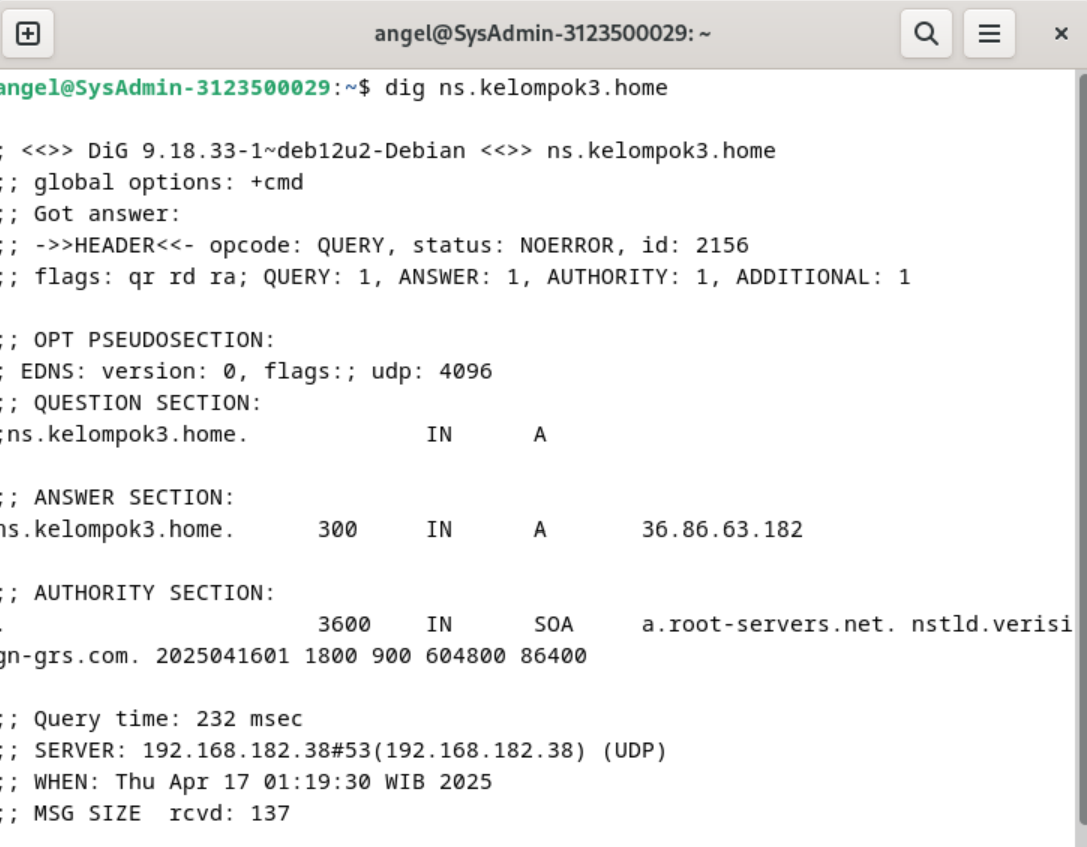 angel@SysAdmin-3123500029: ~
angel@SysAdmin-3123500029:~$ dig ns.kelompok3.home
; <<>> DiG 9.18.33-1~deb12u2-Debian <<>> ns.kelompok3.home
;; global options: +cmd
;; Got answer:
;; ->>HEADER<<- opcode: QUERY, status: NOERROR, id: 2156
;; flags: qr rd ra; QUERY: 1, ANSWER: 1, AUTHORITY: 1, ADDITIONAL: 1
;; OPT PSEUDOSECTION:
; EDNS: version: 0, flags:; udp: 4096
;; QUESTION SECTION:
;ns.kelompok3.home. IN A
;; ANSWER SECTION:
ns.kelompok3.home. 300 IN A 36.86.63.182
;; AUTHORITY SECTION:
. 3600 IN SOA a.root-servers.net. nstld.verisi
gn-grs.com. 2025041601 1800 900 604800 86400
;; Query time: 232 msec
;; SERVER: 192.168.182.38#53(192.168.182.38) (UDP)
;; WHEN: Thu Apr 17 01:19:30 WIB 2025
;; MSG SIZE  rcvd: 137